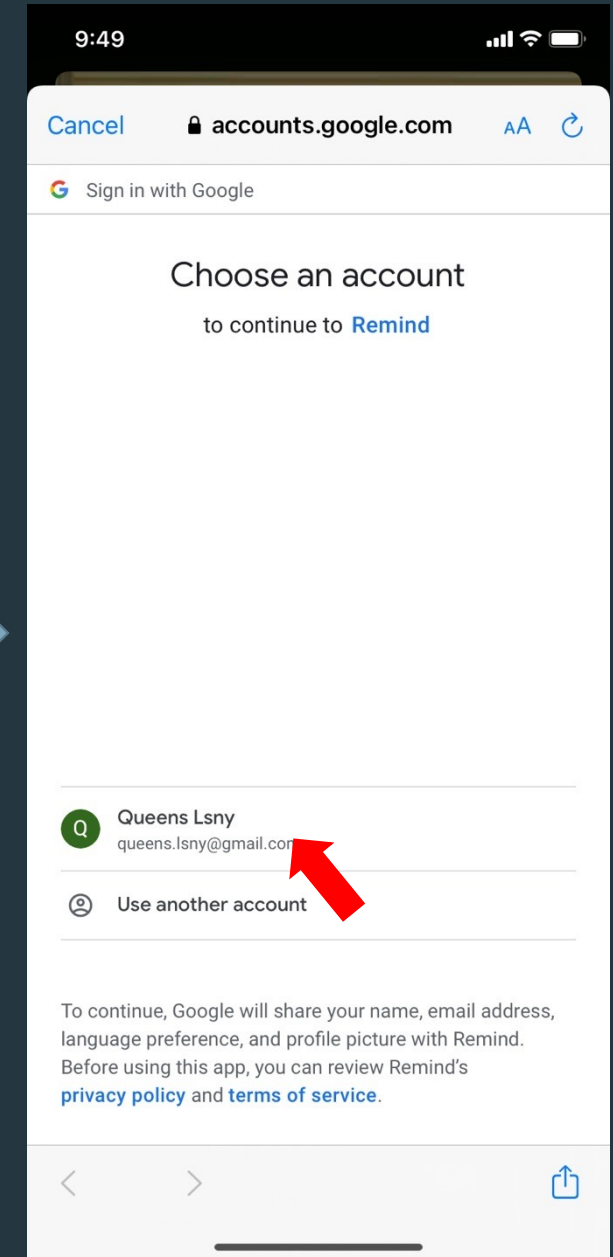 9:49
Cancel accounts.google.com AA
G Sign in with Google
Choose an account
to continue to Remind
Q Queens Lsny
queens.lsny@gmail.com
Use another account
To continue, Google will share your name, email address,
language preference, and profile picture with Remind.
Before using this app, you can review Remind's
privacy policy and terms of service.